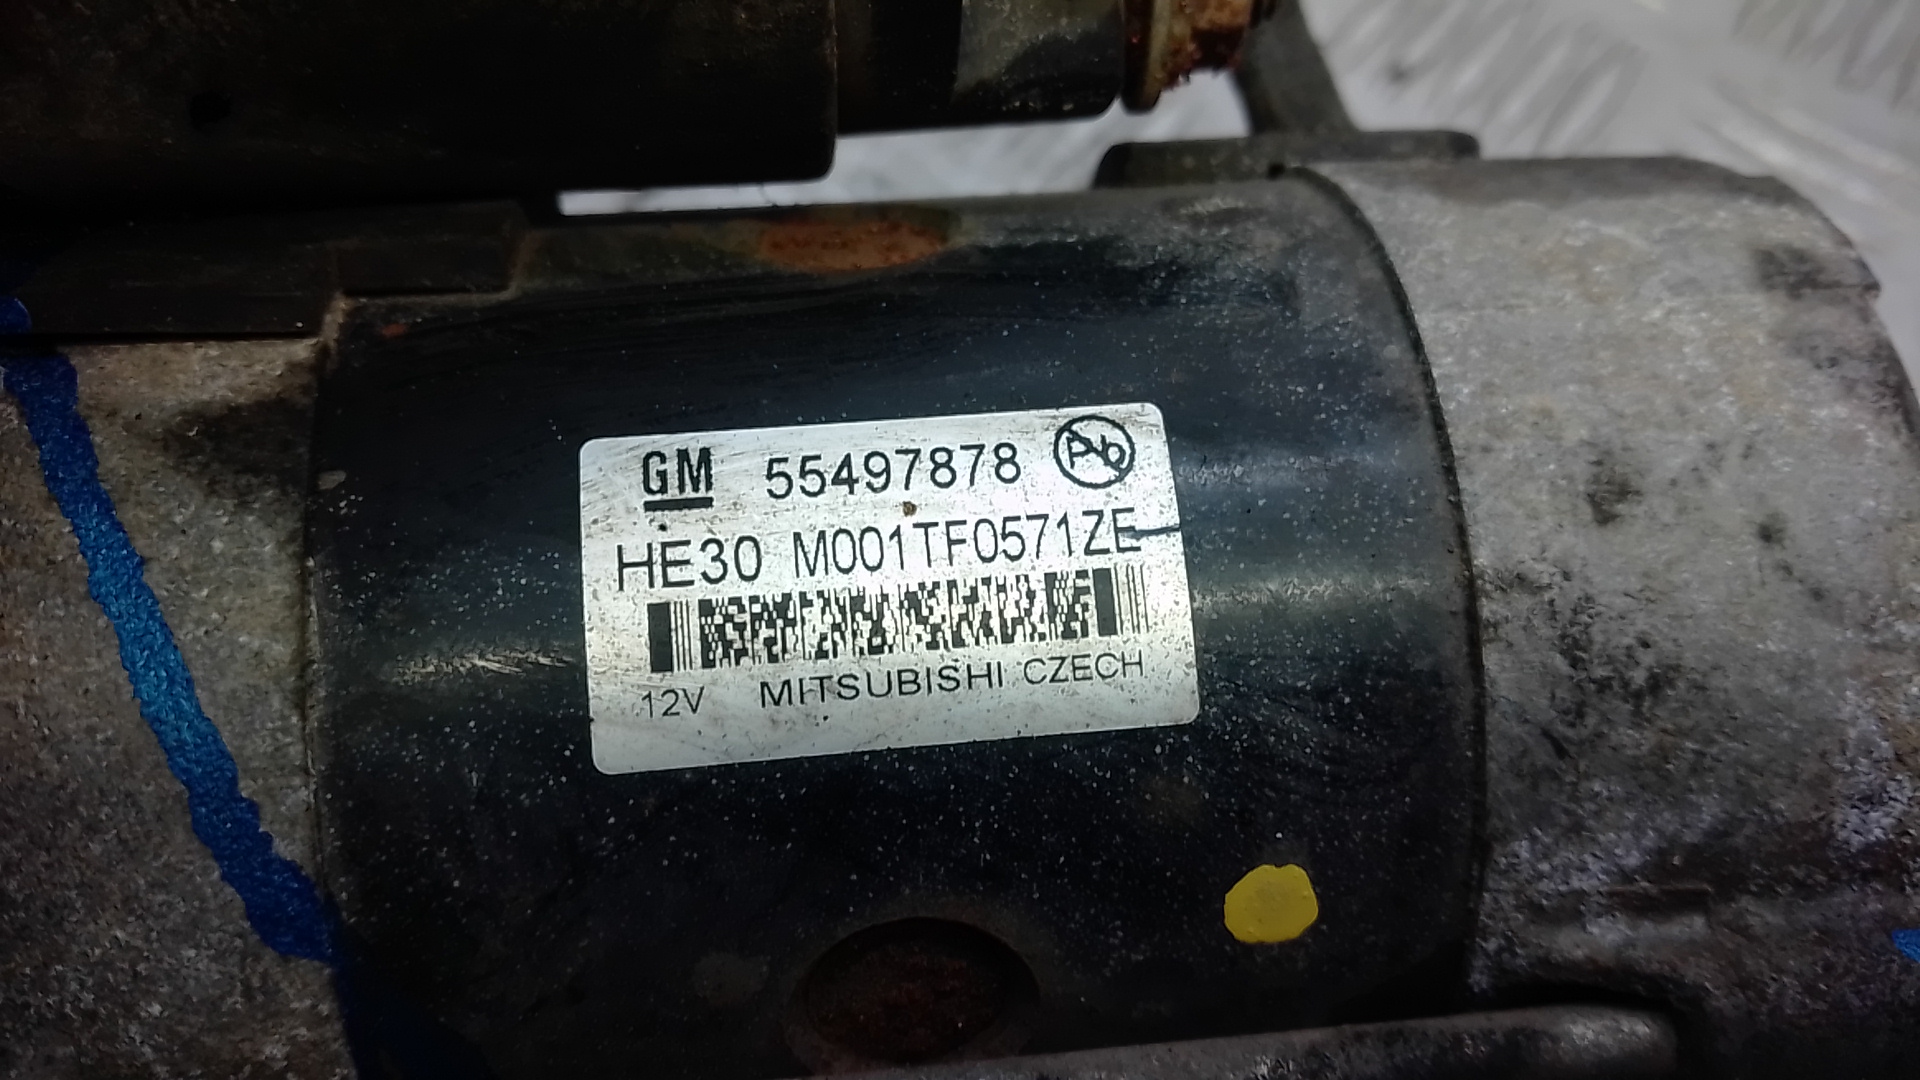 GM 55497878 Pb
HE30 M001TF0571ZE
12V MITSUBISHI CZECH